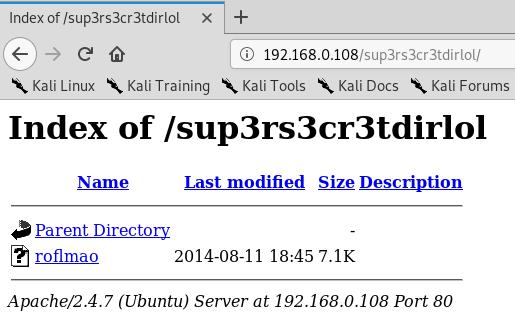 Index of /sup3rs3cr3tdirlol
192.168.0.108/sup3rs3cr3tdirlol/
Kali Linux Kali Training Kali Tools Kali Docs Kali Forums
Index of /sup3rs3cr3tdirlol
Name Last modified Size Description
Parent Directory -
roflmao 2014-08-11 18:45 7.1K
Apache/2.4.7 (Ubuntu) Server at 192.168.0.108 Port 80